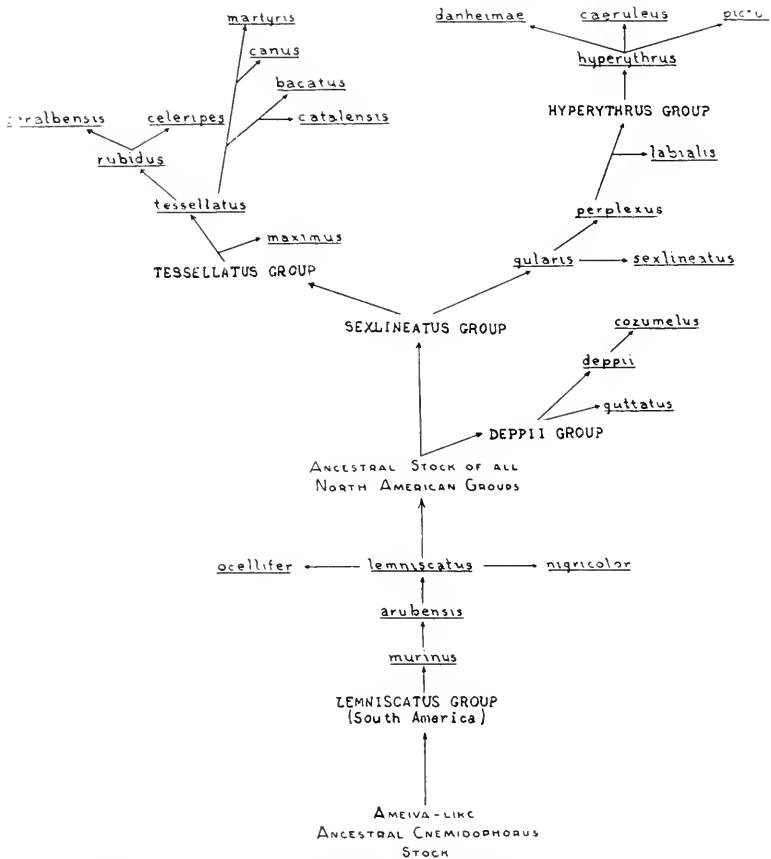 martyris
danheimae
caeruleus
canus
hyperythrus
bacatus
celeripes
catalensis
HYPERYTHRUS GROUP
rubidus
labialis
tessellatus
perplexus
maximus
gularis
sexlineatus
TESSELLATUS GROUP
SEXLINEATUS GROUP
cozumelus
deppii
guttatus
DEPPII GROUP
ANCESTRAL STOCK OF ALL
NORTH AMERICAN GROUPS
ocellifer
lemniscatus
nigricolor
arubensis
murinus
LEMNISCATUS GROUP
(South America)
AMEIVA-LIKE
ANCESTRAL CNEMIDOPHORUS
STOCK